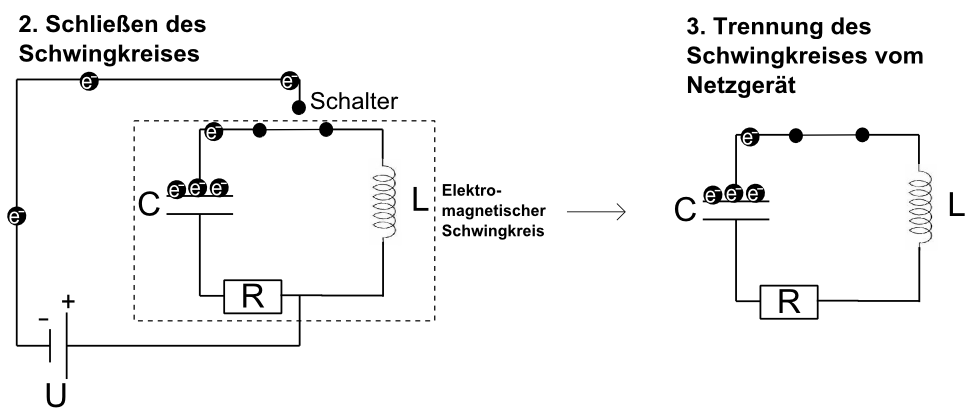 2. Schließen des
Schwingkreises
e⁻
e⁻
Schalter
e⁻
e⁻ e⁻ e⁻
C
L
Elektro-
magnetischer
Schwingkreis
e⁻
R
+
-
U
3. Trennung des
Schwingkreises vom
Netzgerät
e⁻
e⁻ e⁻ e⁻
C
L
R